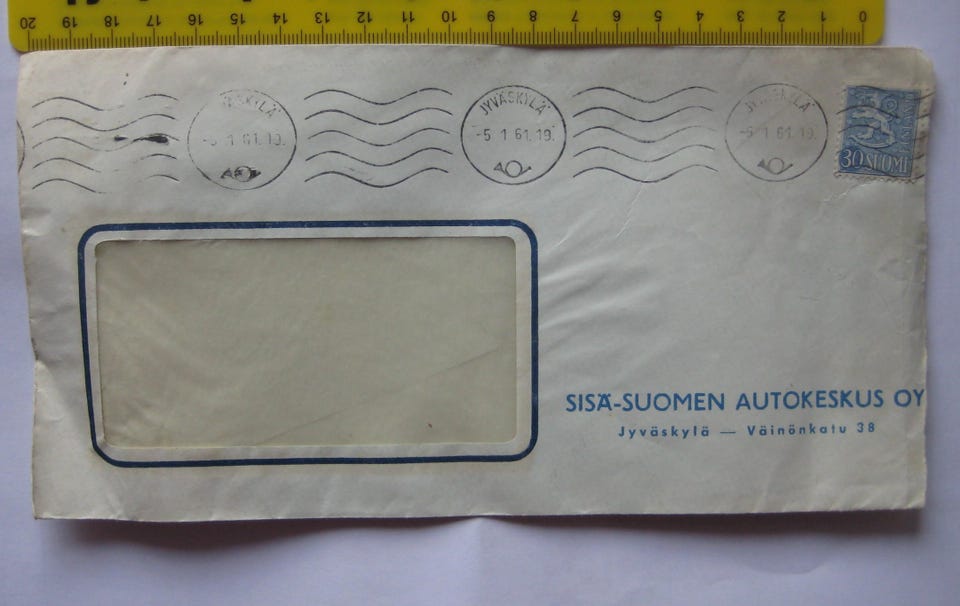 20 19 18 17 16 15 14 13 12 11 10 9 8 7 6 5 4 3 2 1 0
JYVÄSKYLÄ
-5. 1 61.19.
JYVÄSKYLÄ
-5. 1 61.19.
JYVÄSKYLÄ
-5. 1 61.19.
30 SUOMI
SISÄ-SUOMEN AUTOKESKUS OY
Jyväskylä — Väinönkatu 38